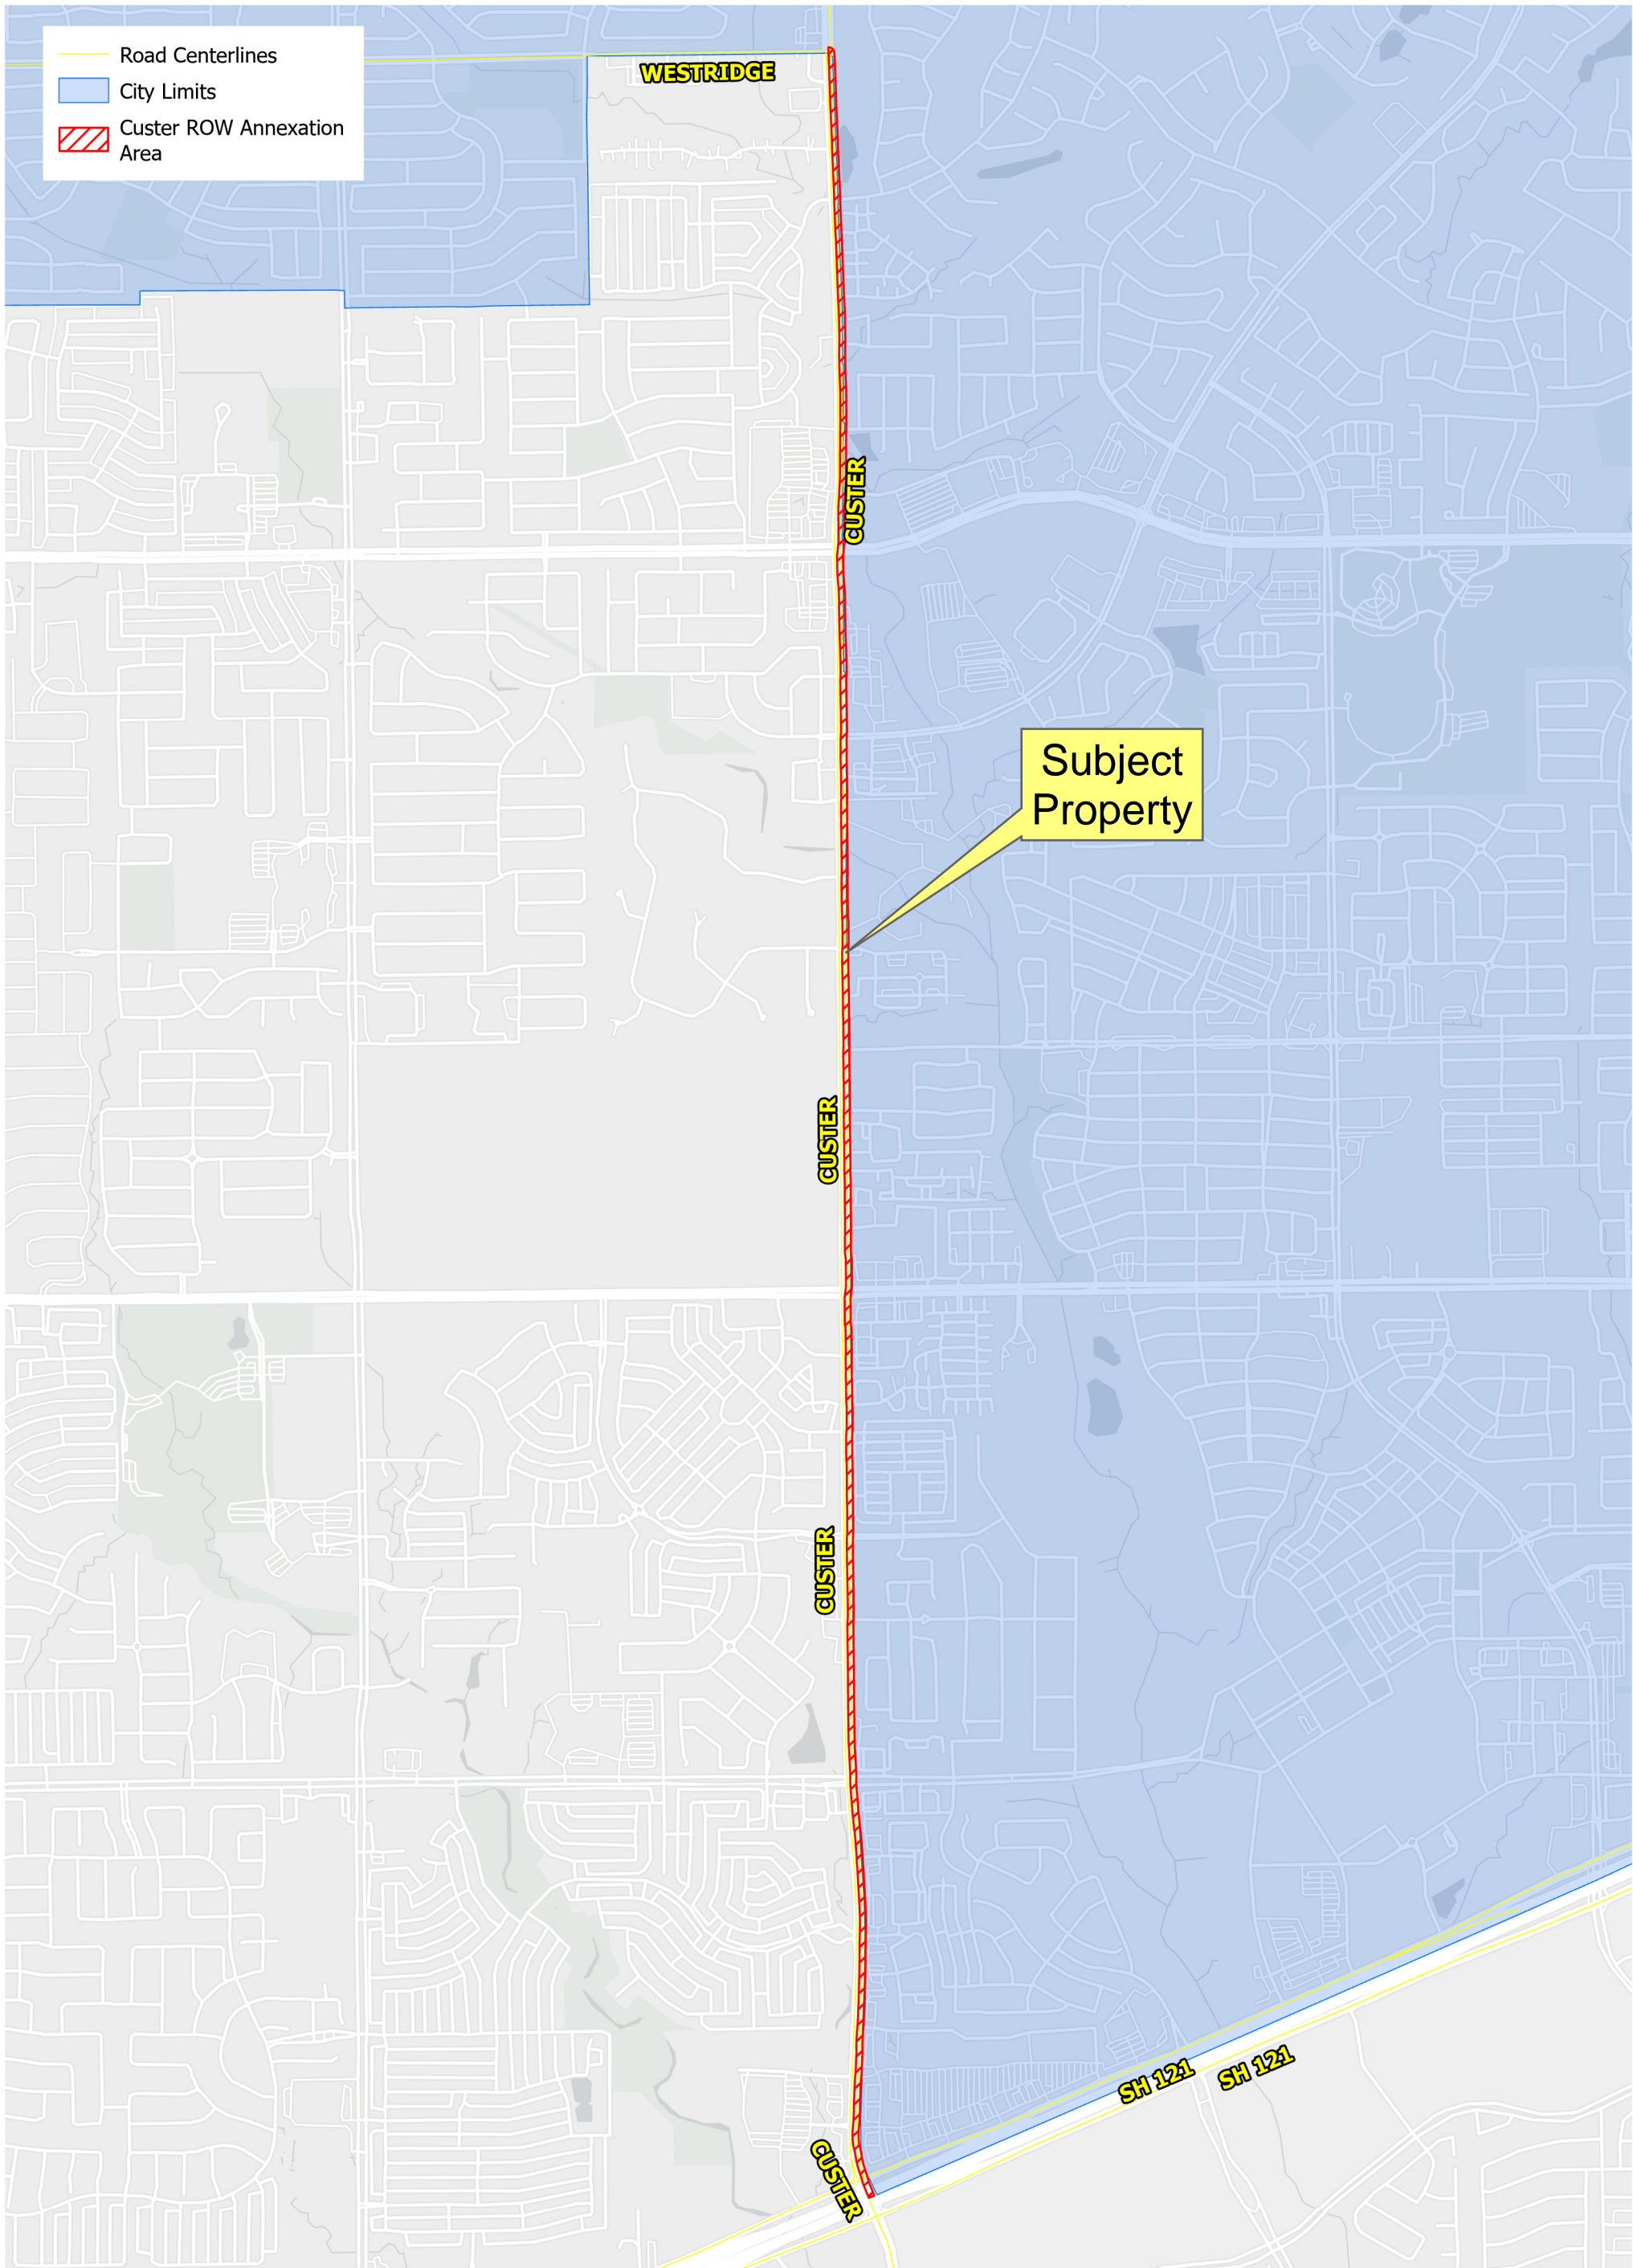 Road Centerlines
City Limits
Custer ROW Annexation
Area
WESTRIDGE
CUSTER
Subject
Property
CUSTER
CUSTER
SH 121
SH 121
CUSTER